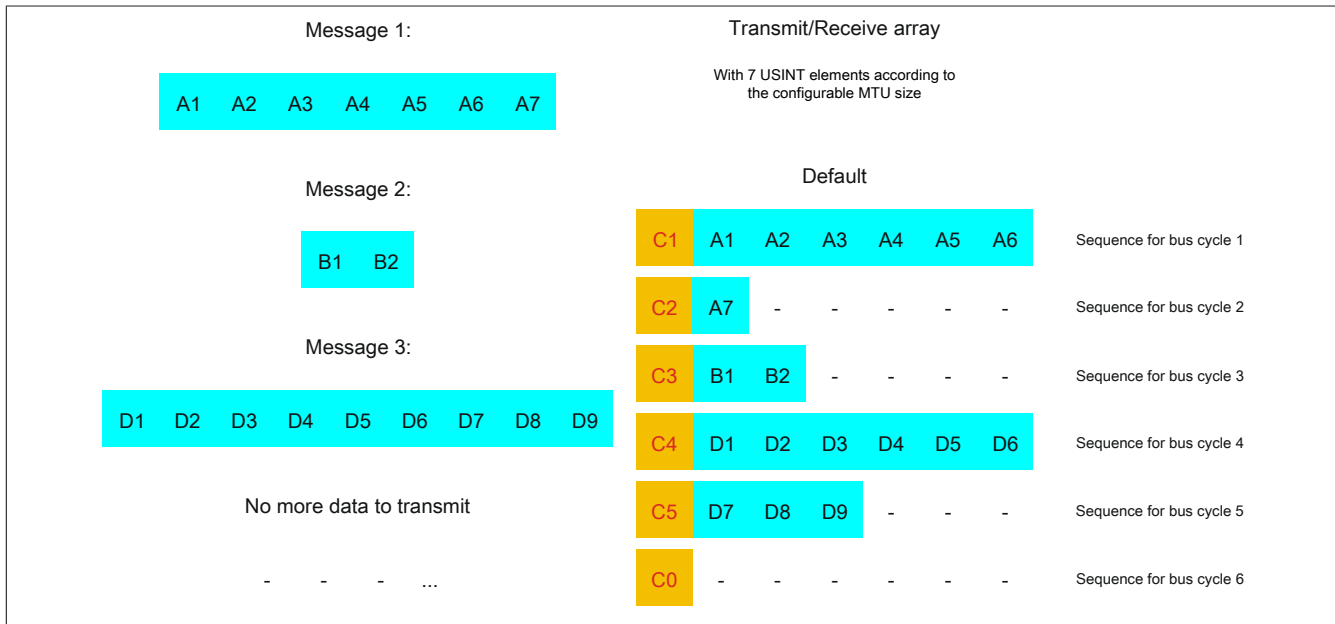 Message 1:
A1 A2 A3 A4 A5 A6 A7
Message 2:
B1 B2
Message 3:
D1 D2 D3 D4 D5 D6 D7 D8 D9
No more data to transmit
- - - ...
Transmit/Receive array
With 7 USINT elements according to
the configurable MTU size
Default
C1 A1 A2 A3 A4 A5 A6 Sequence for bus cycle 1
C2 A7 - - - - - Sequence for bus cycle 2
C3 B1 B2 - - - - Sequence for bus cycle 3
C4 D1 D2 D3 D4 D5 D6 Sequence for bus cycle 4
C5 D7 D8 D9 - - - Sequence for bus cycle 5
C0 - - - - - - Sequence for bus cycle 6